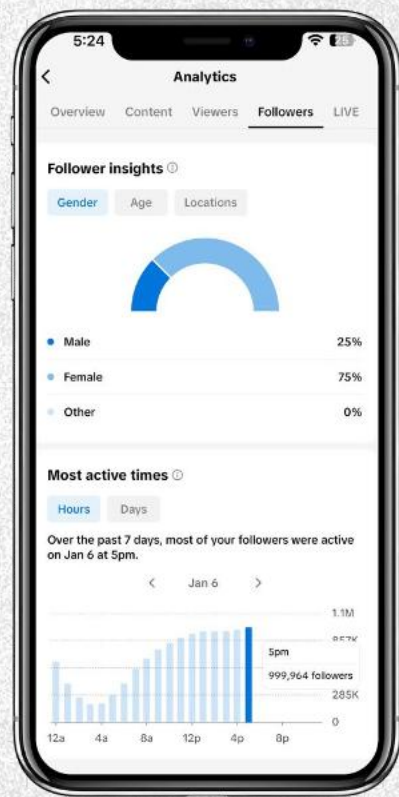 5:24
25
Analytics
Overview Content Viewers Followers LIVE
Follower insights
Gender Age Locations
Male 25%
Female 75%
Other 0%
Most active times
Hours Days
Over the past 7 days, most of your followers were active
on Jan 6 at 5pm.
Jan 6
1.1M
857K
5pm
999,964 followers
285K
0
12a 4a 8a 12p 4p 8p